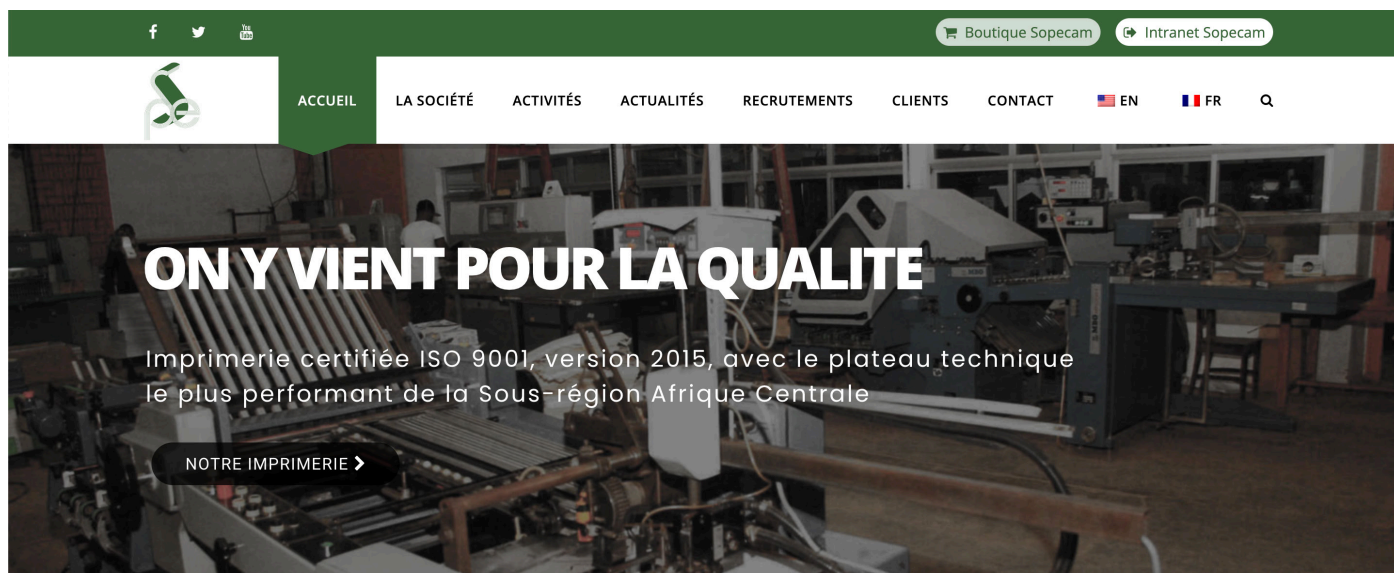 You Tube
Boutique Sopecam
Intranet Sopecam
ACCUEIL
LA SOCIÉTÉ
ACTIVITÉS
ACTUALITÉS
RECRUTEMENTS
CLIENTS
CONTACT
EN
FR
ON Y VIENT POUR LA QUALITE
Imprimerie certifiée ISO 9001, version 2015, avec le plateau technique
le plus performant de la Sous-région Afrique Centrale
NOTRE IMPRIMERIE